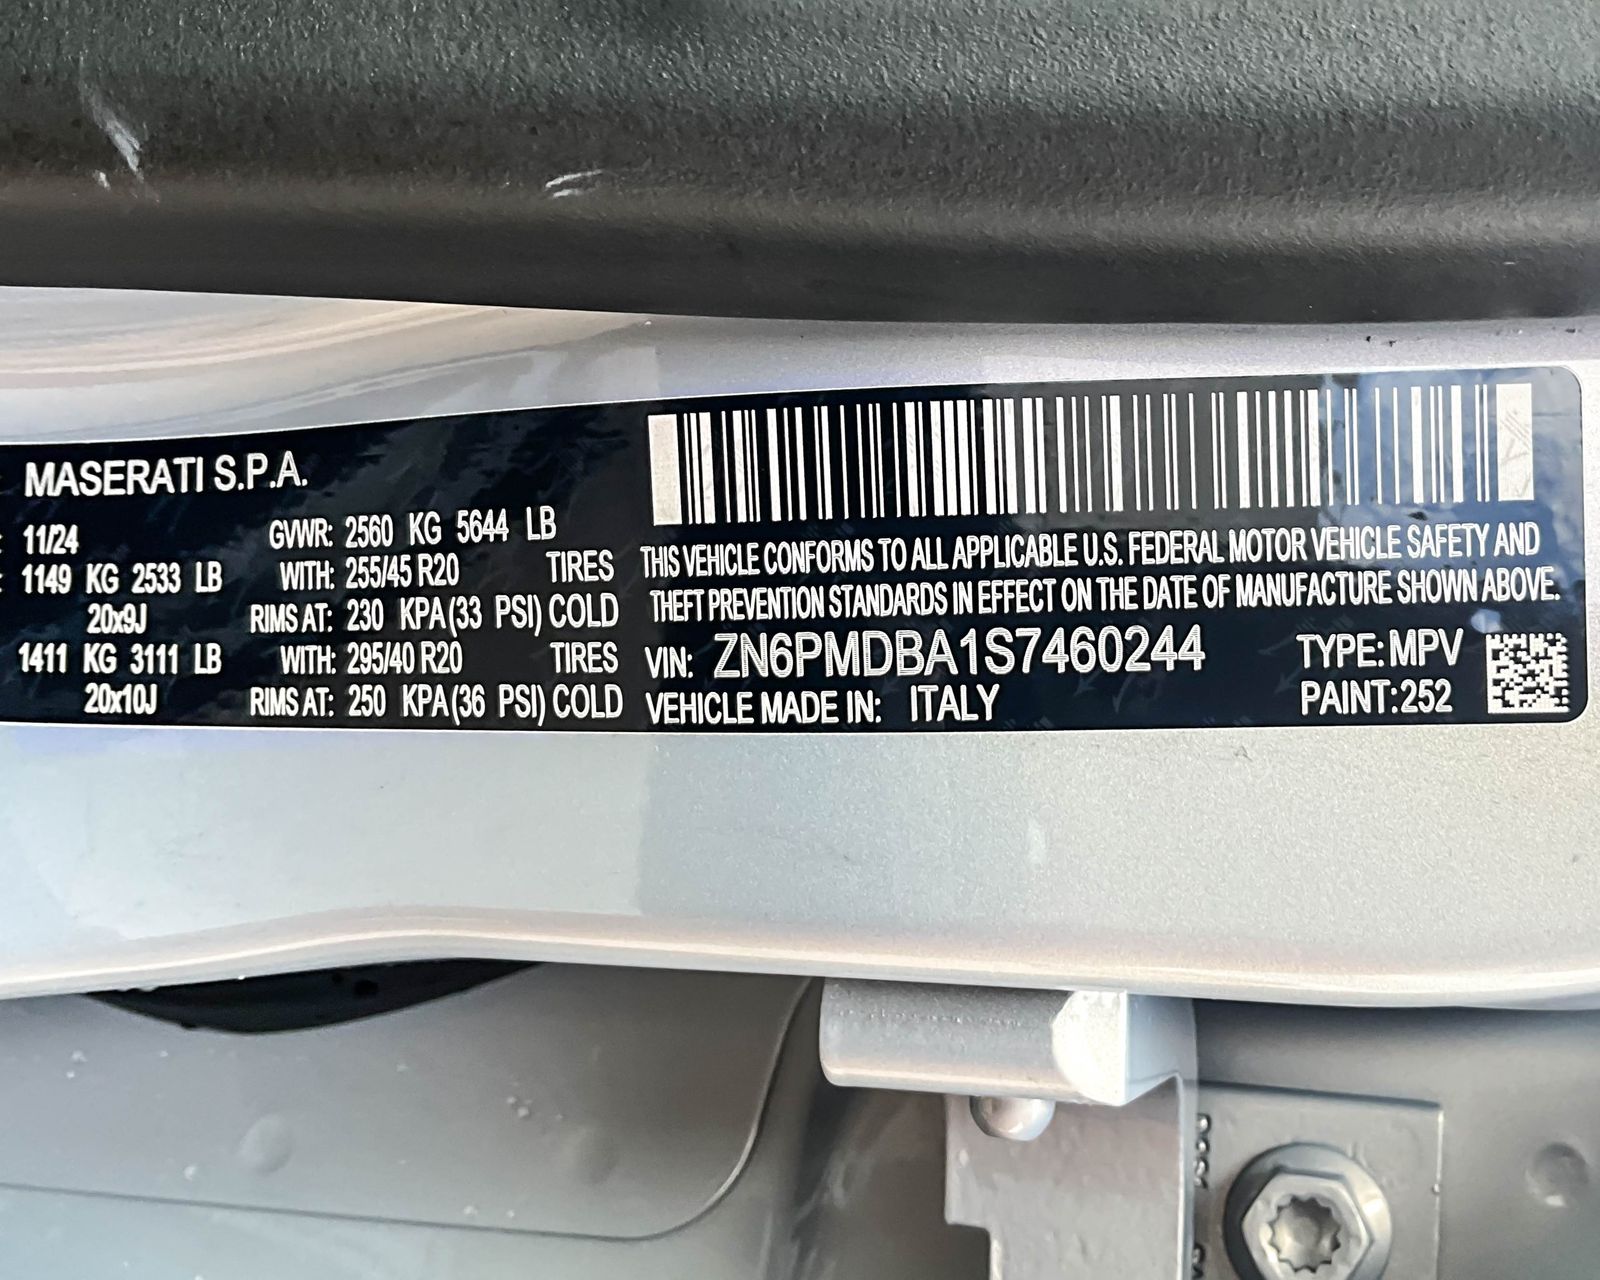 MASERATI S.P.A.
11/24 GVWR: 2560 KG 5644 LB
1149 KG 2533 LB WITH: 255/45 R20 TIRES
20x9J RIMS AT: 230 KPA(33 PSI) COLD
1411 KG 3111 LB WITH: 295/40 R20 TIRES
20x10J RIMS AT: 250 KPA(36 PSI) COLD
THIS VEHICLE CONFORMS TO ALL APPLICABLE U.S. FEDERAL MOTOR VEHICLE SAFETY AND
THEFT PREVENTION STANDARDS IN EFFECT ON THE DATE OF MANUFACTURE SHOWN ABOVE.
VIN: ZN6PMDBA1S7460244 TYPE: MPV
VEHICLE MADE IN: ITALY PAINT:252